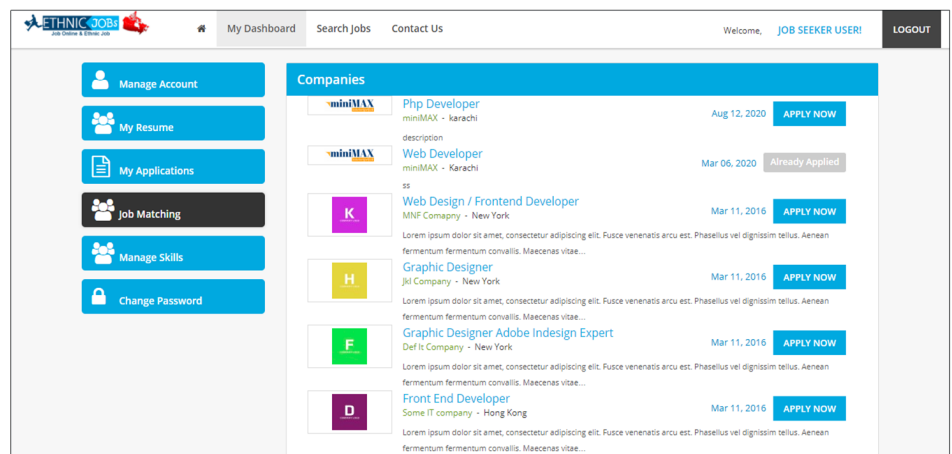 ETHNIC JOBs
Job Online & Ethnic Job
My Dashboard
Search Jobs
Contact Us
Welcome, JOB SEEKER USER!
LOGOUT
Manage Account
My Resume
My Applications
Job Matching
Manage Skills
Change Password
Companies
miniMAX
Php Developer
miniMAX - karachi
Aug 12, 2020
APPLY NOW
description
miniMAX
Web Developer
miniMAX - Karachi
Mar 06, 2020
Already Applied
ss
K
Web Design / Frontend Developer
MNF Comapny - New York
Mar 11, 2016
APPLY NOW
Lorem ipsum dolor sit amet, consectetur adipiscing elit. Fusce venenatis arcu est. Phasellus vel dignissim tellus. Aenean
fermentum fermentum convallis. Maecenas vitae...
H
Graphic Designer
Jkl Company - New York
Mar 11, 2016
APPLY NOW
Lorem ipsum dolor sit amet, consectetur adipiscing elit. Fusce venenatis arcu est. Phasellus vel dignissim tellus. Aenean
fermentum fermentum convallis. Maecenas vitae...
F
Graphic Designer Adobe Indesign Expert
Def It Company - New York
Mar 11, 2016
APPLY NOW
Lorem ipsum dolor sit amet, consectetur adipiscing elit. Fusce venenatis arcu est. Phasellus vel dignissim tellus. Aenean
fermentum fermentum convallis. Maecenas vitae...
D
Front End Developer
Some IT company - Hong Kong
Mar 11, 2016
APPLY NOW
Lorem ipsum dolor sit amet, consectetur adipiscing elit. Fusce venenatis arcu est. Phasellus vel dignissim tellus. Aenean
fermentum fermentum convallis. Maecenas vitae...